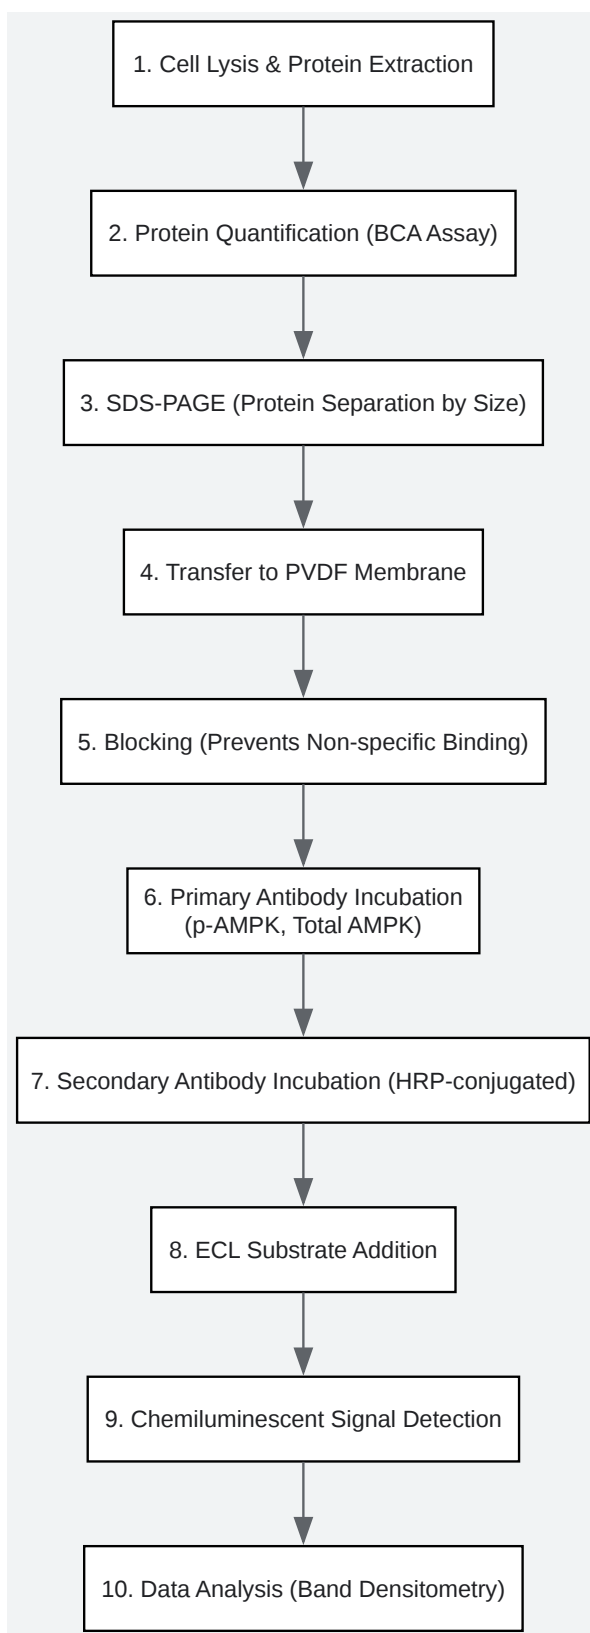 1. Cell Lysis & Protein Extraction
2. Protein Quantification (BCA Assay)
3. SDS-PAGE (Protein Separation by Size)
4. Transfer to PVDF Membrane
5. Blocking (Prevents Non-specific Binding)
6. Primary Antibody Incubation
(p-AMPK, Total AMPK)
7. Secondary Antibody Incubation (HRP-conjugated)
8. ECL Substrate Addition
9. Chemiluminescent Signal Detection
10. Data Analysis (Band Densitometry)